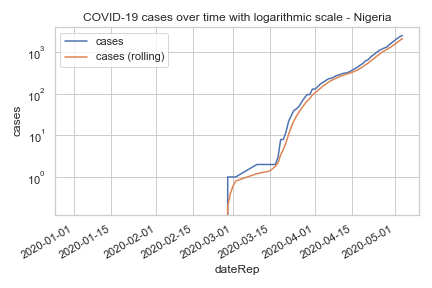 COVID-19 cases over time with logarithmic scale - Nigeria
cases
cases (rolling)
10³
10²
10¹
10⁰
cases
2020-01-01
2020-01-15
2020-02-01
2020-02-15
2020-03-01
2020-03-15
2020-04-01
2020-04-15
2020-05-01
dateRep